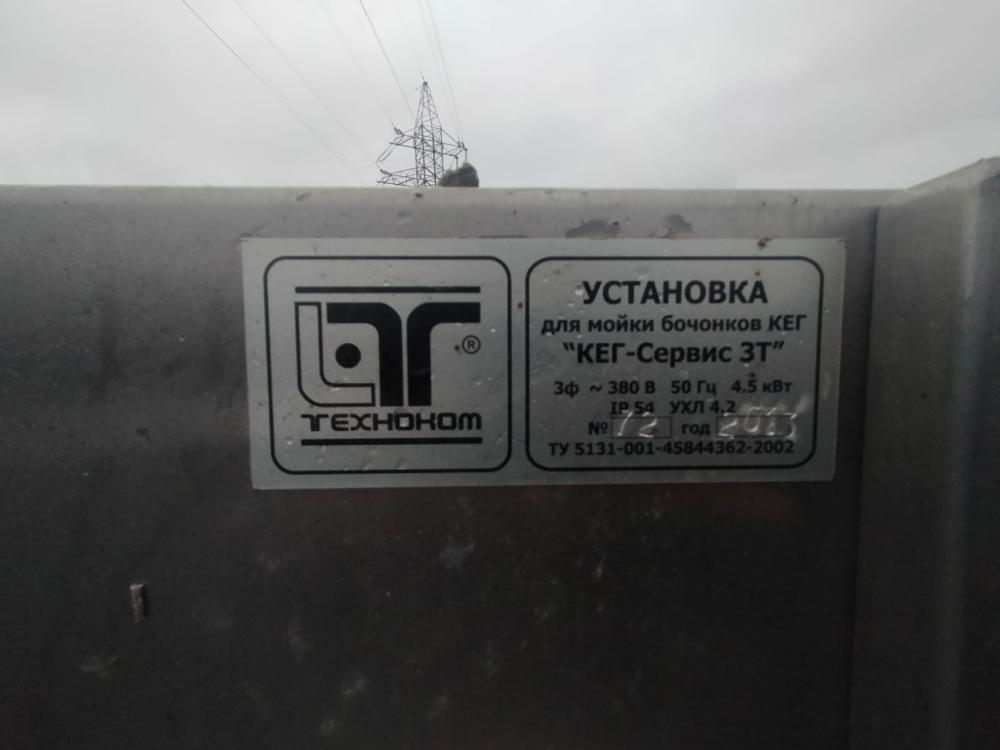 ТЕХНОКОМ
®
УСТАНОВКА
для мойки бочонков КЕГ
"КЕГ-Сервис 3Т"
3ф ~ 380 В 50 Гц 4.5 кВт
IP 54 УХЛ 4.2
№ 12 год 2013
ТУ 5131-001-45844362-2002